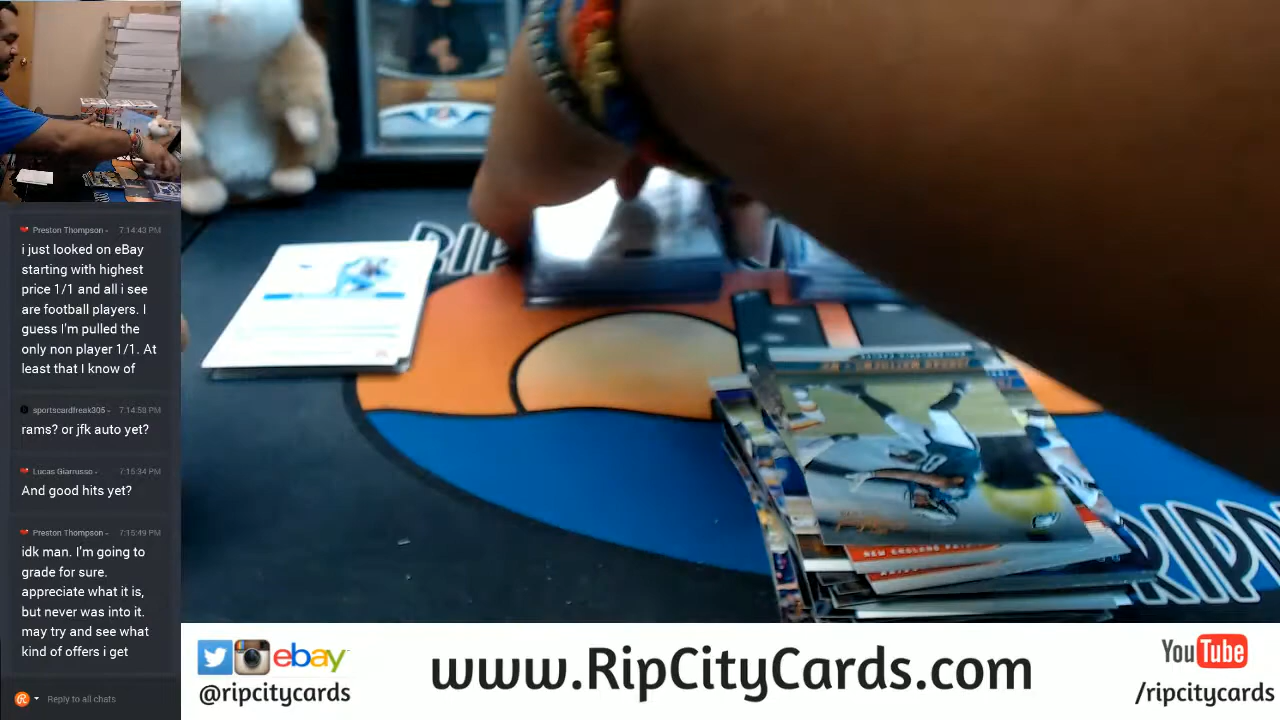 Preston Thompson - 7:14:43 PM
i just looked on eBay
starting with highest
price 1/1 and all i see
are football players. I
guess I'm pulled the
only non player 1/1. At
least that I know of
sportscardfreak305 - 7:14:58 PM
rams? or jfk auto yet?
Lucas Giarrusso - 7:15:34 PM
And good hits yet?
Preston Thompson - 7:15:49 PM
idk man. I'm going to
grade for sure.
appreciate what it is,
but never was into it.
may try and see what
kind of offers i get
Reply to all chats
RIP
NEW ENGLAND
RIPP
ebay
@ripcitycards
www.RipCityCards.com
YouTube
/ripcitycards